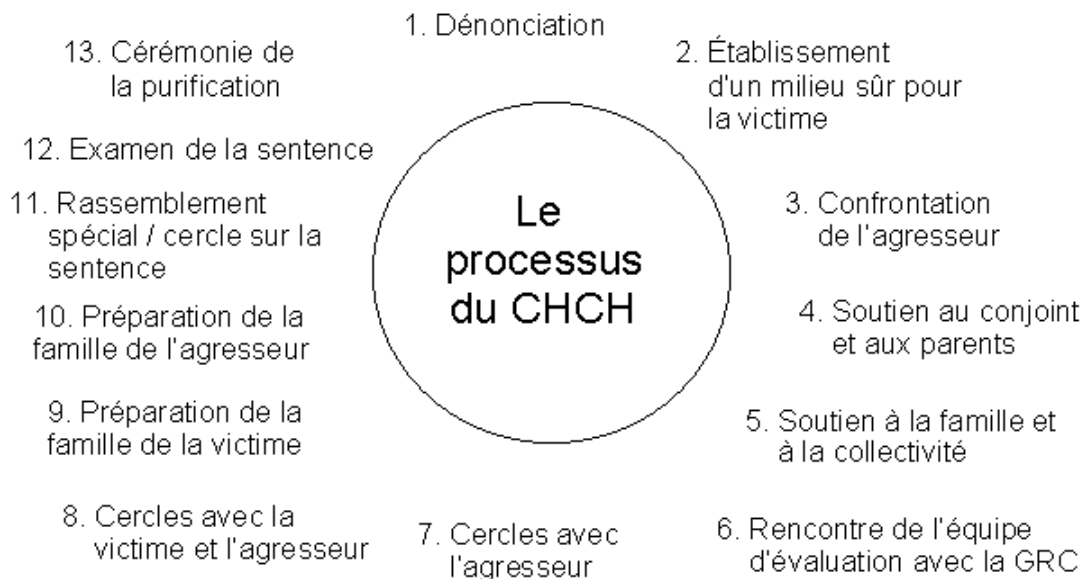 1. Dénonciation
2. Établissement
d'un milieu sûr pour
la victime
3. Confrontation
de l'agresseur
4. Soutien au conjoint
et aux parents
5. Soutien à la famille et
à la collectivité
6. Rencontre de l'équipe
d'évaluation avec la GRC
7. Cercles avec
l'agresseur
8. Cercles avec la
victime et l'agresseur
9. Préparation de la
famille de la victime
10. Préparation de la
famille de l'agresseur
11. Rassemblement
spécial / cercle sur la
sentence
12. Examen de la sentence
13. Cérémonie de
la purification
Le
processus
du CHCH